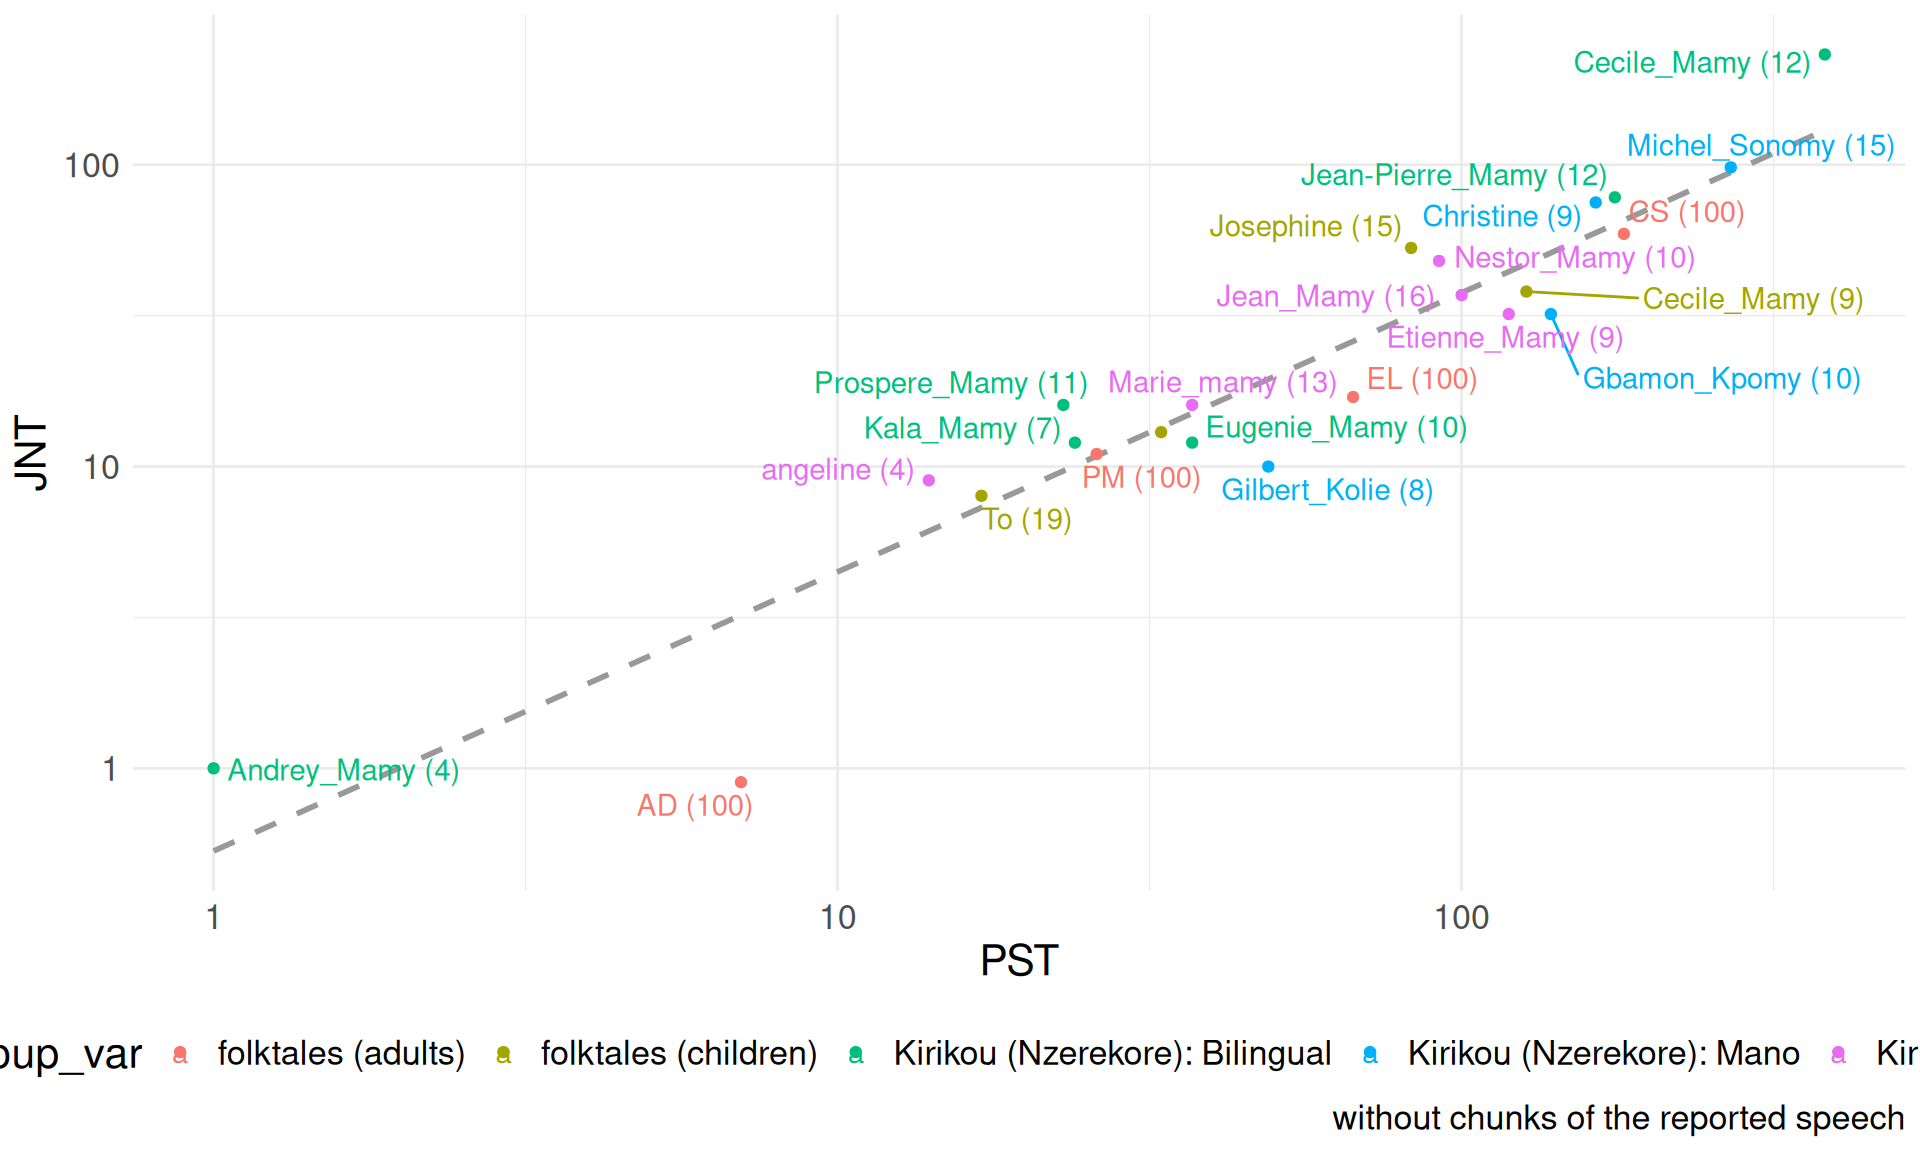 Cecile_Mamy (12)
Michel_Sonomy (15)
100
Jean-Pierre_Mamy (12)
CS (100)
Christine (9)
Josephine (15)
Nestor_Mamy (10)
Jean_Mamy (16)
Cecile_Mamy (9)
Etienne_Mamy (9)
Prospere_Mamy (11)
Marie_mamy (13)
EL (100)
Gbamon_Kpomy (10)
Kala_Mamy (7)
Eugenie_Mamy (10)
JNT
10
angeline (4)
PM (100)
Gilbert_Kolie (8)
To (19)
1
Andrey_Mamy (4)
AD (100)
1 10 100
PST
oup_var a folktales (adults) a folktales (children) a Kirikou (Nzerekore): Bilingual a Kirikou (Nzerekore): Mano a Kir
without chunks of the reported speech